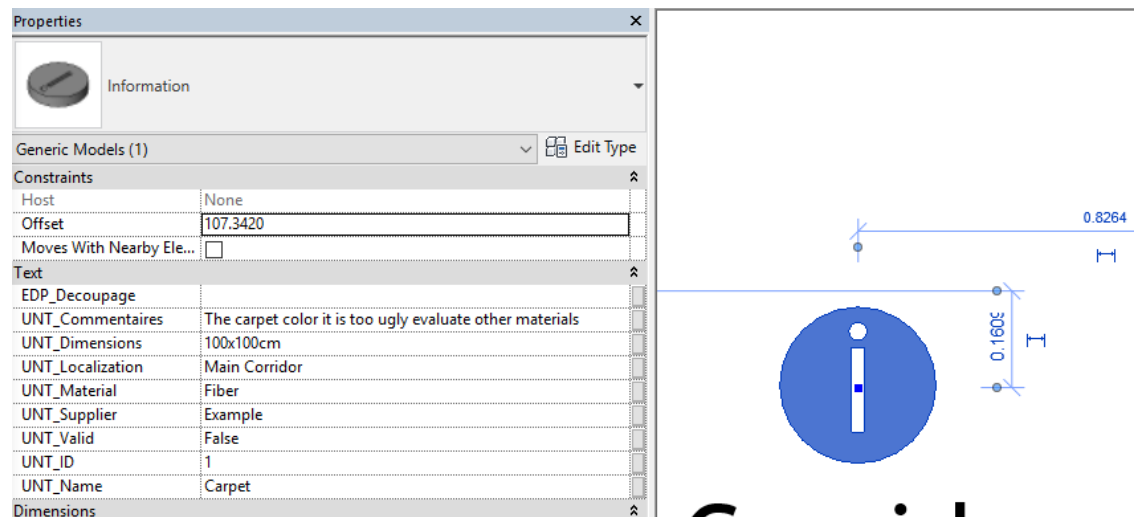 Properties
Information
Generic Models (1)
Edit Type
Constraints
Host None
Offset 107.3420
Moves With Nearby Ele...
Text
EDP_Decoupage
UNT_Commentaires The carpet color it is too ugly evaluate other materials
UNT_Dimensions 100x100cm
UNT_Localization Main Corridor
UNT_Material Fiber
UNT_Supplier Example
UNT_Valid False
UNT_ID 1
UNT_Name Carpet
Dimensions
0.8264
0.1609